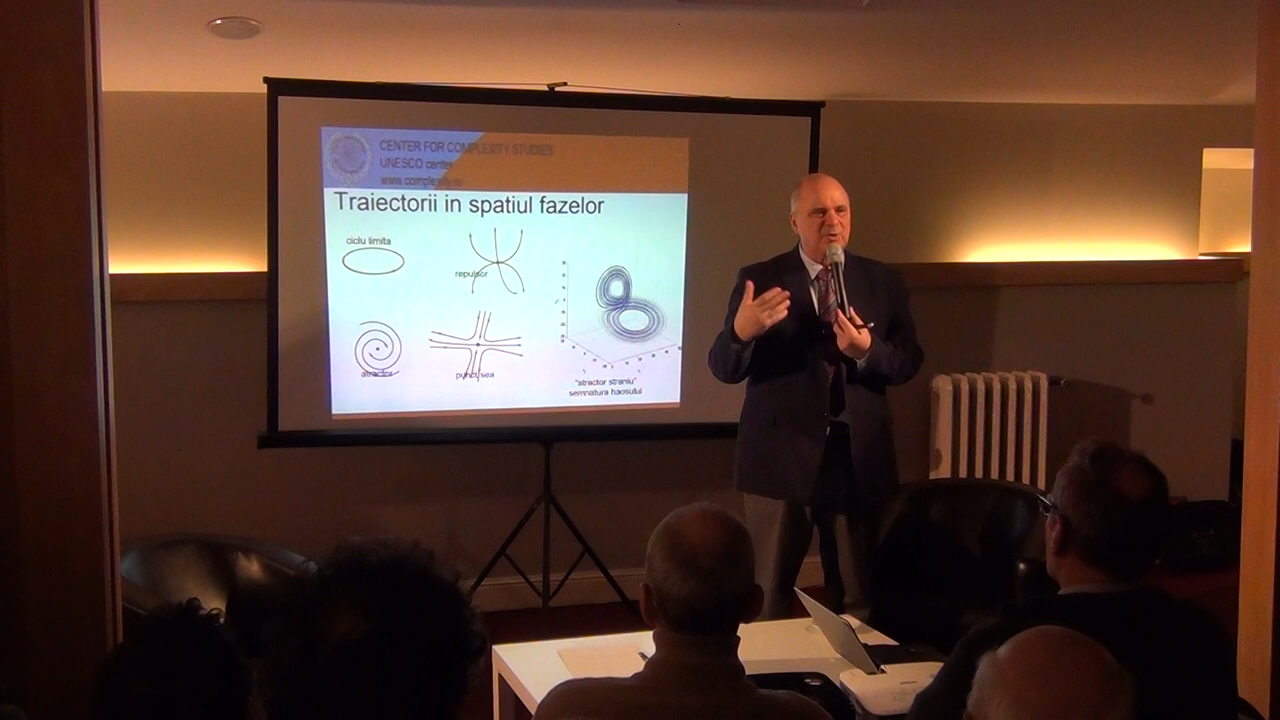 CENTER FOR COMPLEXITY STUDIES
UNESCO center
Traiectorii in spatiul fazelor
ciclu limita
repulsor
atractor
punct sea
"atractor straniu"
semnatura haosului